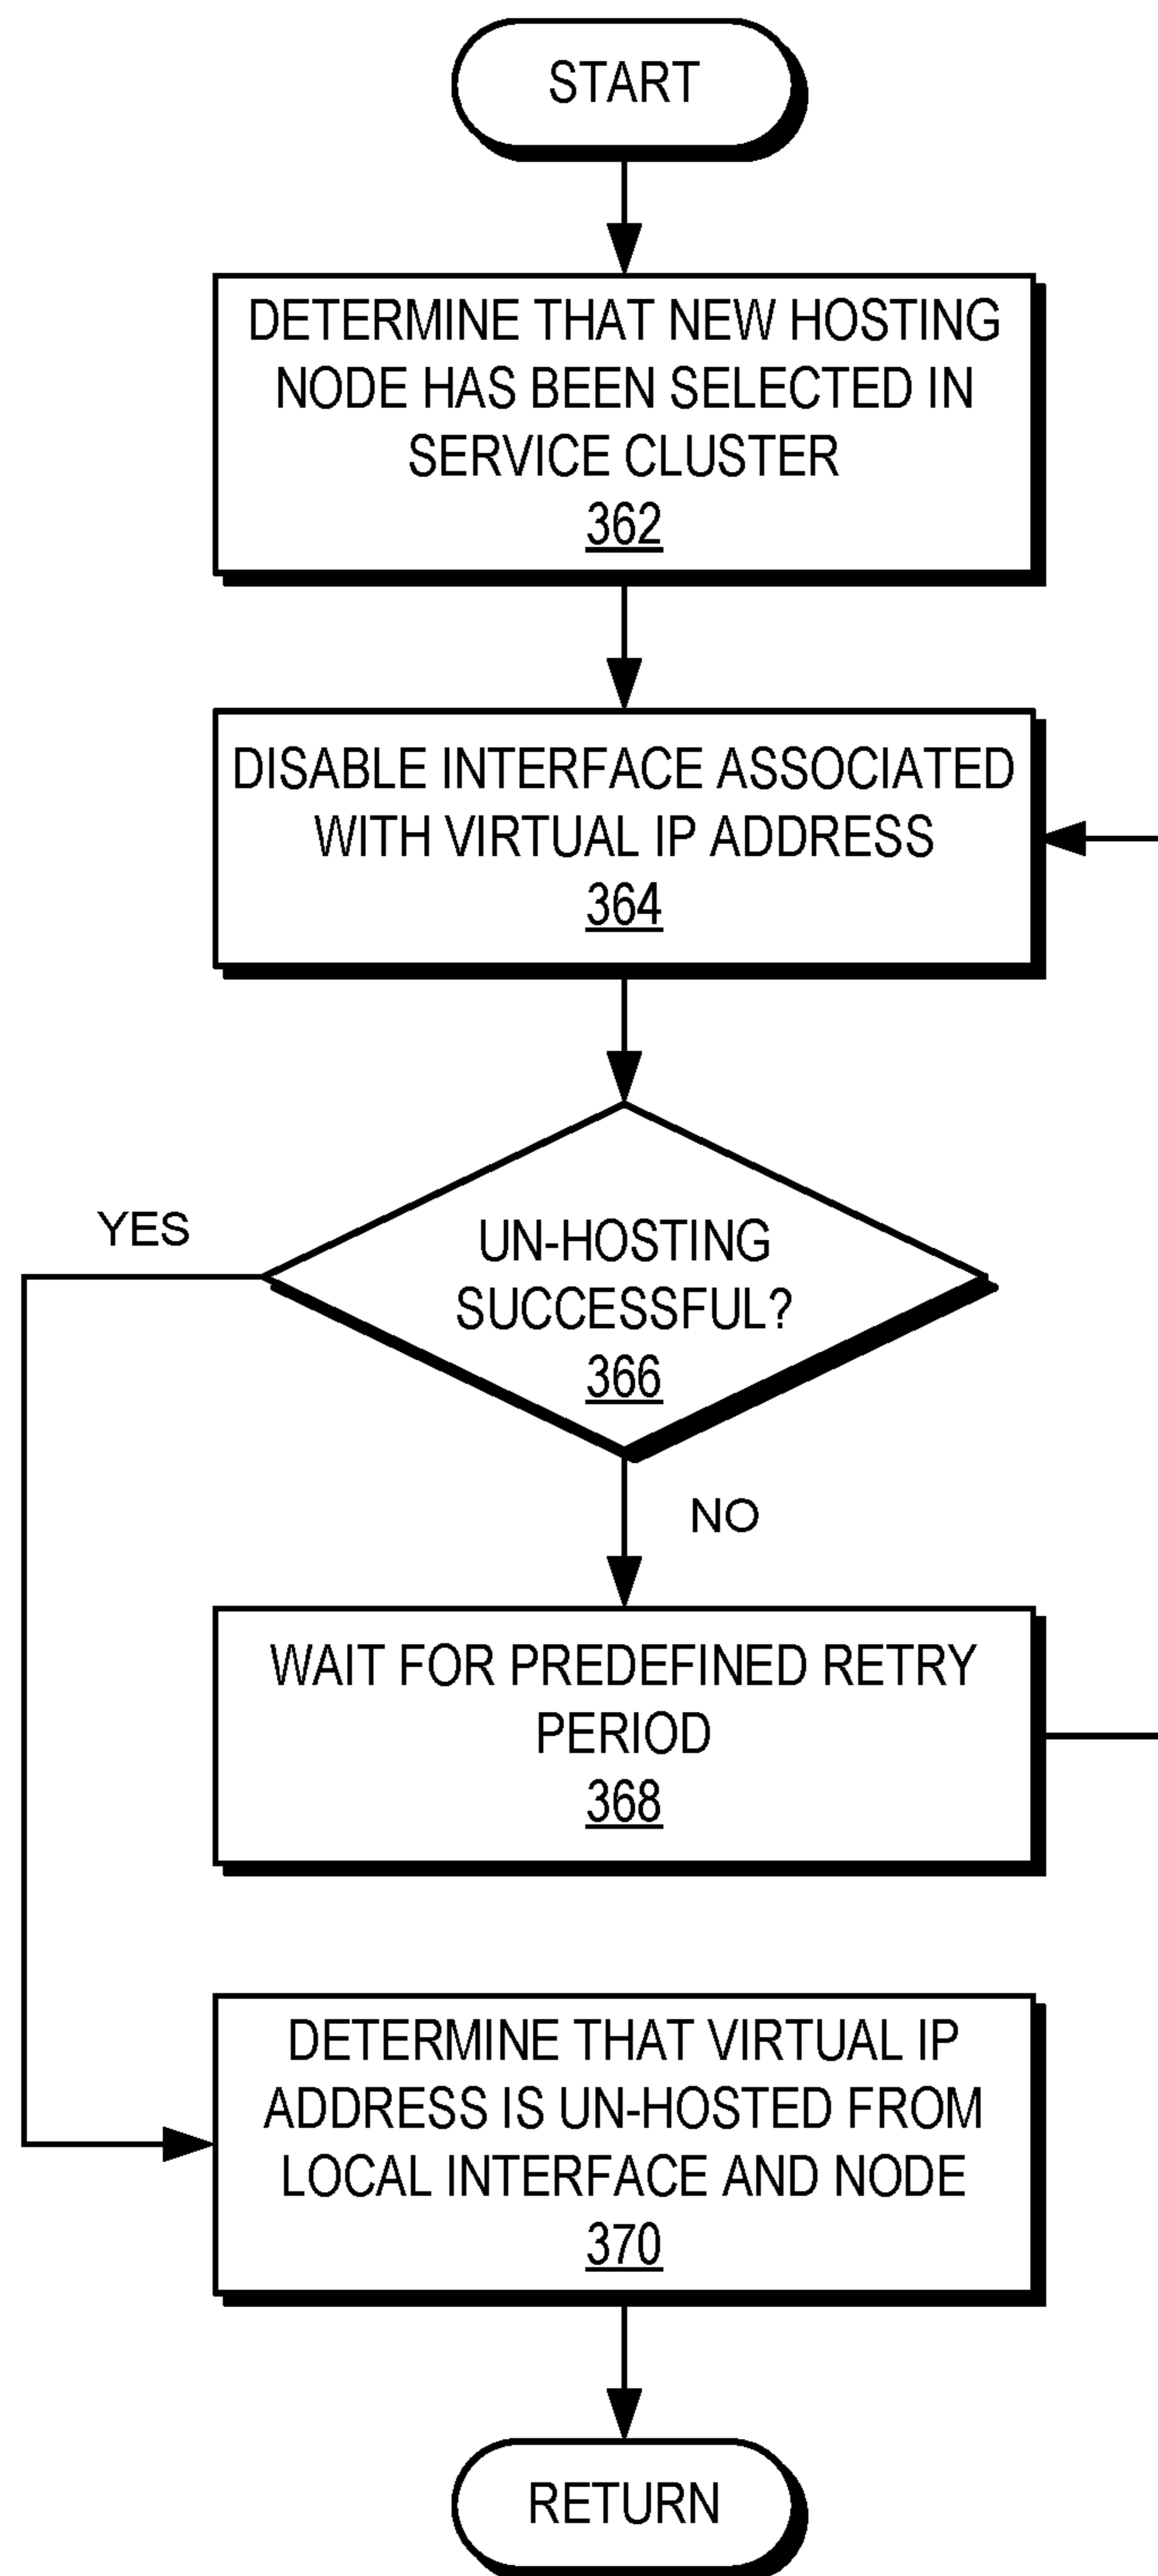 START
DETERMINE THAT NEW HOSTING
NODE HAS BEEN SELECTED IN
SERVICE CLUSTER
362
DISABLE INTERFACE ASSOCIATED
WITH VIRTUAL IP ADDRESS
364
YES
UN-HOSTING
SUCCESSFUL?
366
NO
WAIT FOR PREDEFINED RETRY
PERIOD
368
DETERMINE THAT VIRTUAL IP
ADDRESS IS UN-HOSTED FROM
LOCAL INTERFACE AND NODE
370
RETURN